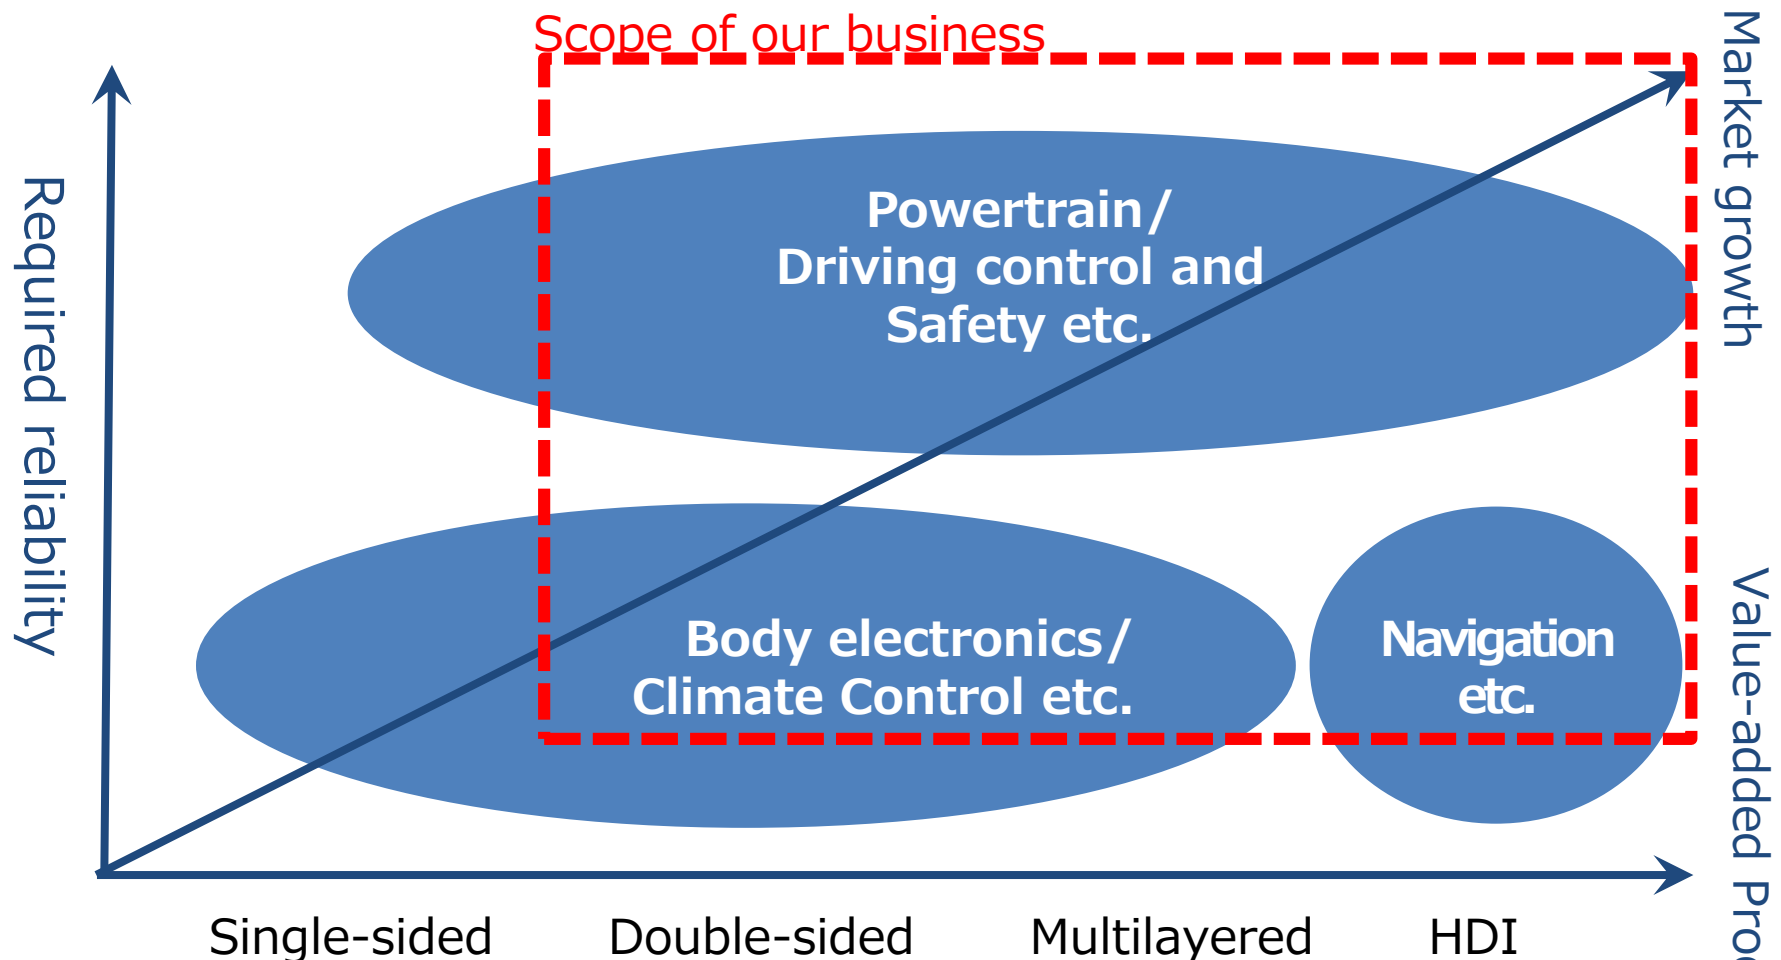 Scope of our business
Market growth
Required reliability
Powertrain/
Driving control and
Safety etc.
Body electronics/
Climate Control etc.
Navigation
etc.
Value-added
Single-sided
Double-sided
Multilayered
HDI